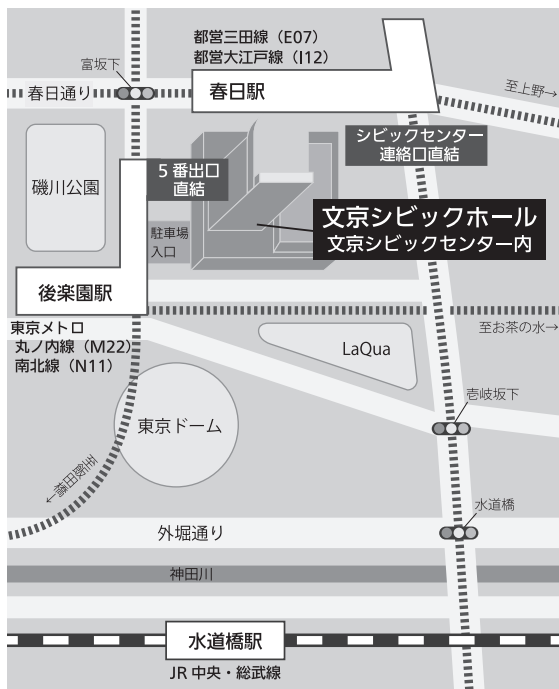 都営三田線（E07）
都営大江戸線（I12）
富坂下
春日通り
春日駅
至上野→
シビックセンター
連絡口直結
5番出口
直結
礫川公園
文京シビックホール
文京シビックセンター内
駐車場
入口
後楽園駅
東京メトロ
丸ノ内線（M22）
南北線（N11）
至お茶の水→
LaQua
壱岐坂下
東京ドーム
至飯田橋→
水道橋
外堀通り
神田川
水道橋駅
JR 中央・総武線